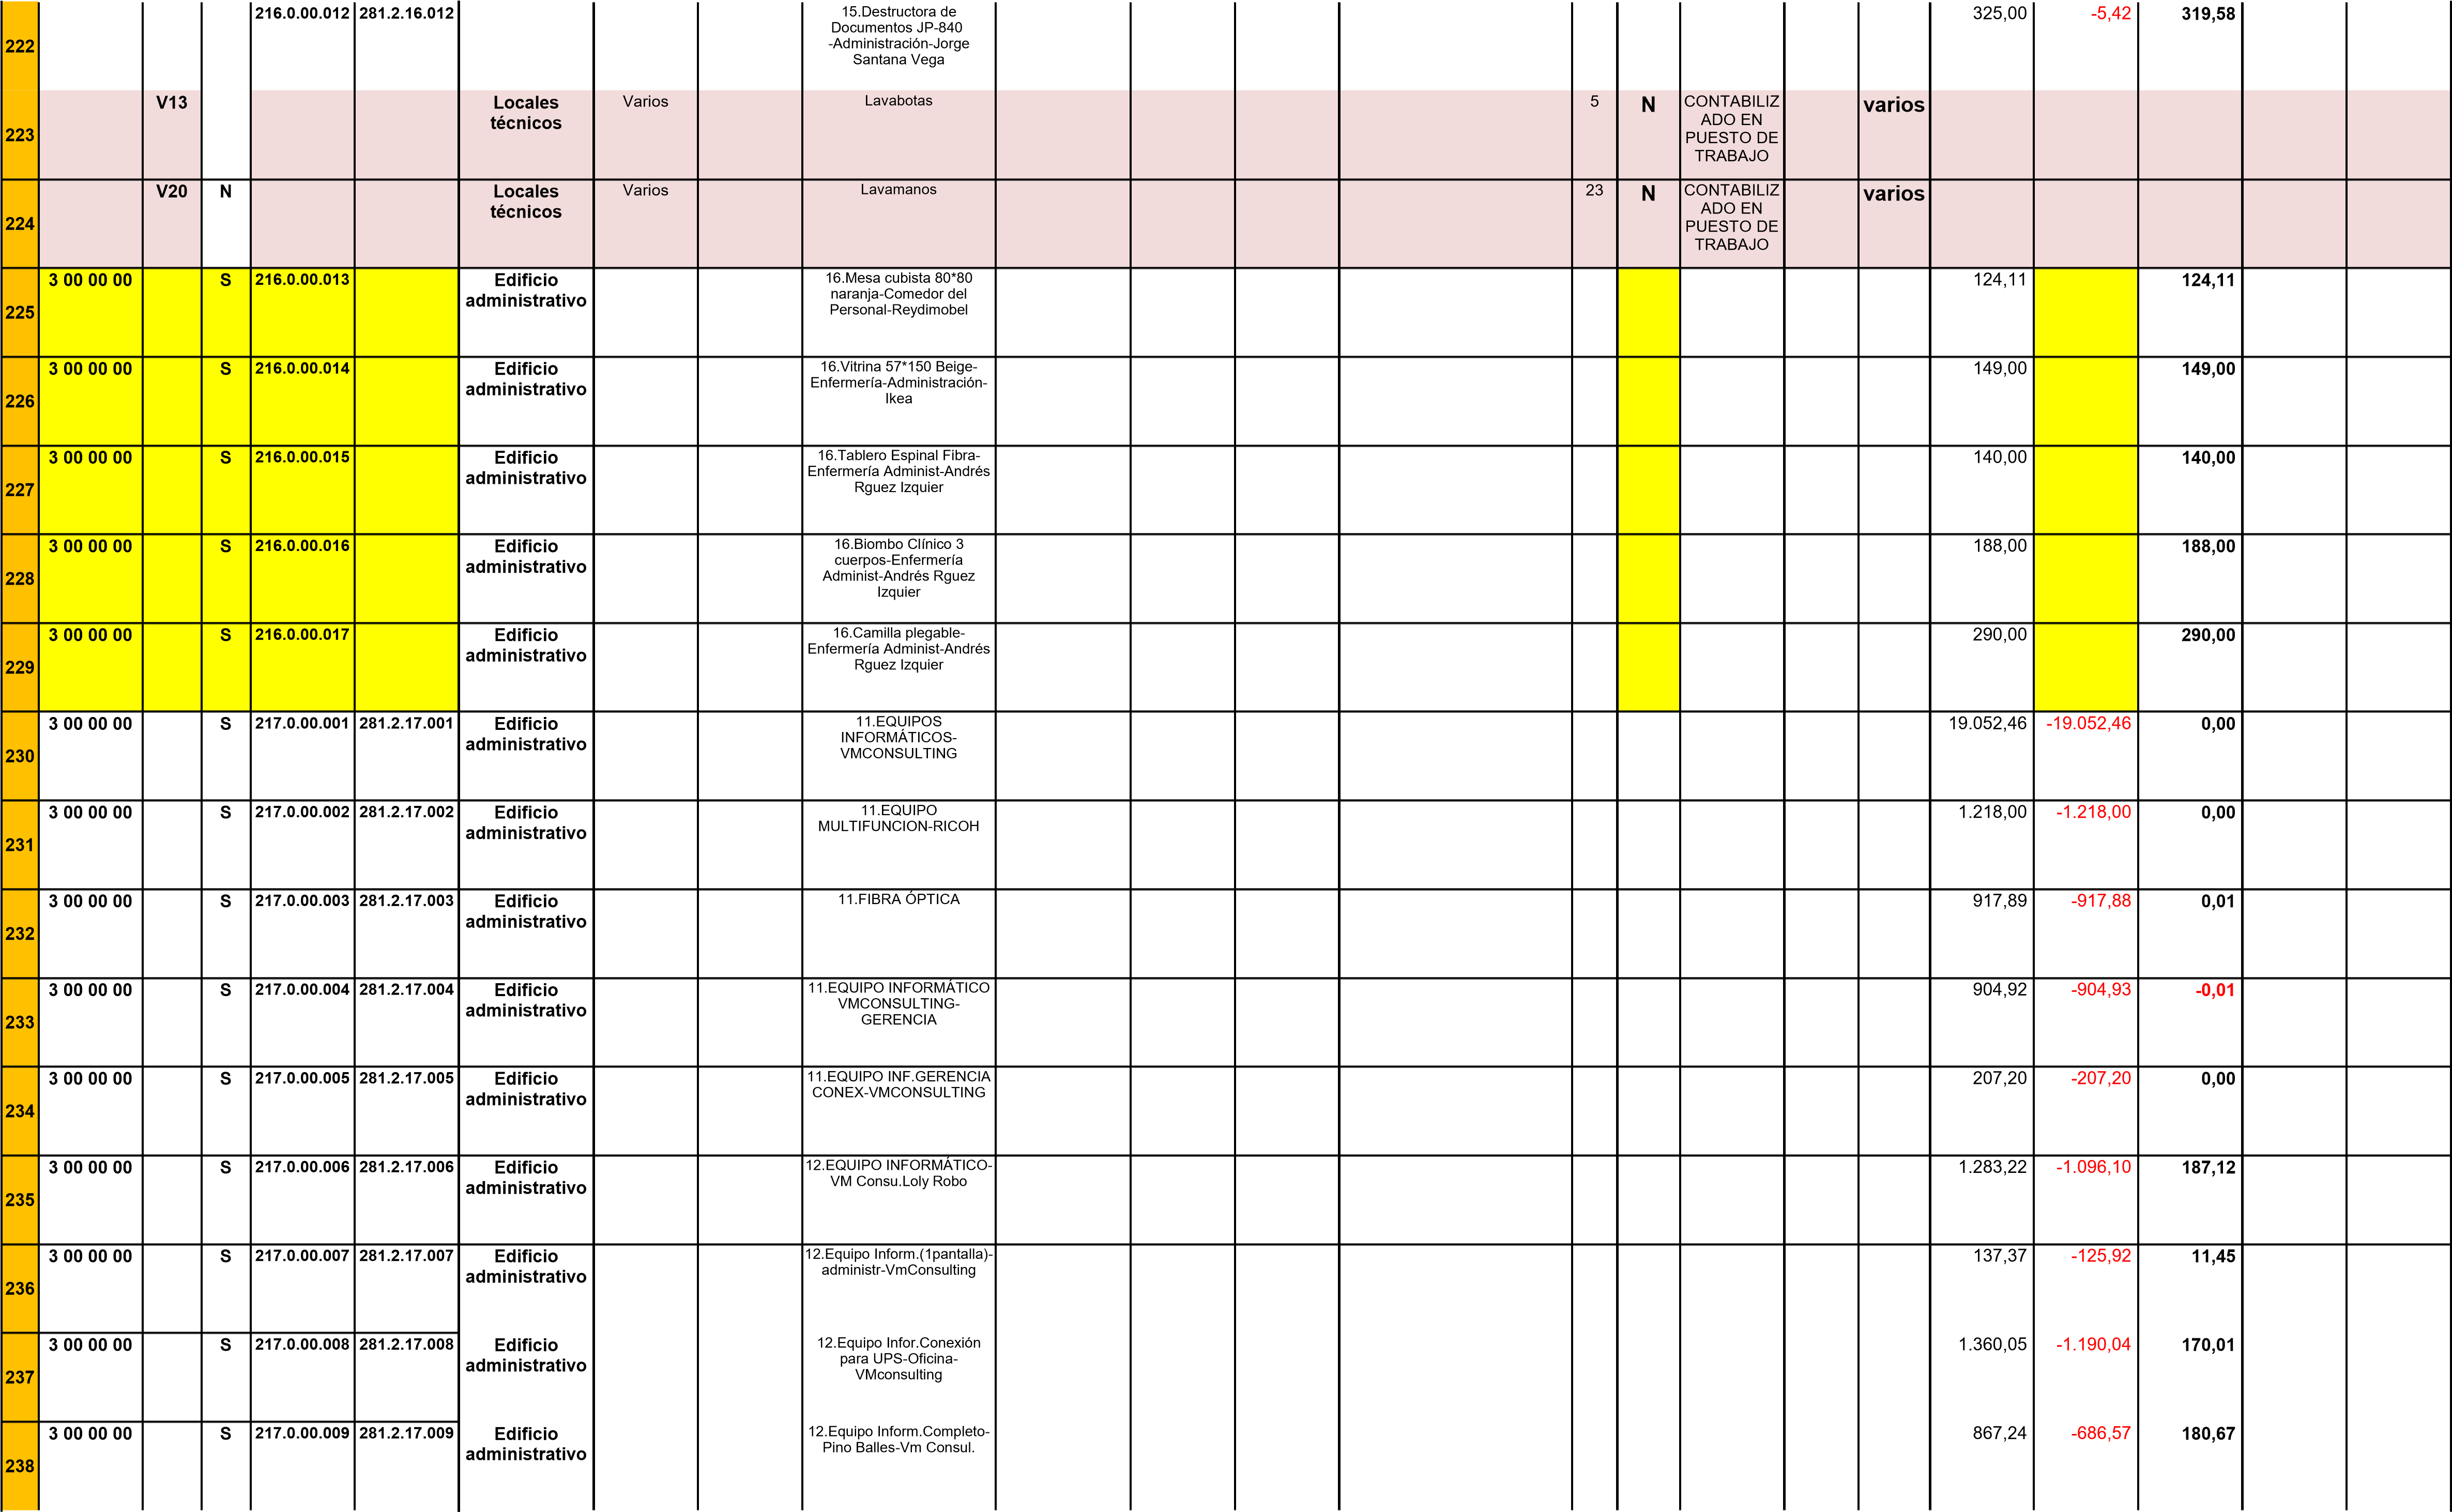 222 216.0.00.012 281.2.16.012 15.Destructora de 325,00 -5,42 319,58
Documentos JP-840
-Administración-Jorge
Santana Vega
223 V13 Locales Varios Lavabotas 5 N CONTABILIZ varios
técnicos ADO EN
PUESTO DE
TRABAJO
224 V20 N Locales Varios Lavamanos 23 N CONTABILIZ varios
técnicos ADO EN
PUESTO DE
TRABAJO
225 3 00 00 00 S 216.0.00.013 Edificio 16.Mesa cubista 80*80 124,11 124,11
administrativo naranja-Comedor del
Personal-Reydimobel
226 3 00 00 00 S 216.0.00.014 Edificio 16.Vitrina 57*150 Beige- 149,00 149,00
administrativo Enfermería-Administración-
Ikea
227 3 00 00 00 S 216.0.00.015 Edificio 16.Tablero Espinal Fibra- 140,00 140,00
administrativo Enfermería Administ-Andrés
Rguez Izquier
228 3 00 00 00 S 216.0.00.016 Edificio 16.Biombo Clínico 3 188,00 188,00
administrativo cuerpos-Enfermería
Administ-Andrés Rguez
Izquier
229 3 00 00 00 S 216.0.00.017 Edificio 16.Camilla plegable- 290,00 290,00
administrativo Enfermería Administ-Andrés
Rguez Izquier
230 3 00 00 00 S 217.0.00.001 281.2.17.001 Edificio 11.EQUIPOS 19.052,46 -19.052,46 0,00
administrativo INFORMÁTICOS-
VMCONSULTING
231 3 00 00 00 S 217.0.00.002 281.2.17.002 Edificio 11.EQUIPO 1.218,00 -1.218,00 0,00
administrativo MULTIFUNCION-RICOH
232 3 00 00 00 S 217.0.00.003 281.2.17.003 Edificio 11.FIBRA ÓPTICA 917,89 -917,88 0,01
administrativo
233 3 00 00 00 S 217.0.00.004 281.2.17.004 Edificio 11.EQUIPO INFORMÁTICO 904,92 -904,93 -0,01
administrativo VMCONSULTING-
GERENCIA
234 3 00 00 00 S 217.0.00.005 281.2.17.005 Edificio 11.EQUIPO INF.GERENCIA 207,20 -207,20 0,00
administrativo CONEX-VMCONSULTING
235 3 00 00 00 S 217.0.00.006 281.2.17.006 Edificio 12.EQUIPO INFORMÁTICO- 1.283,22 -1.096,10 187,12
administrativo VM Consu.Loly Robo
236 3 00 00 00 S 217.0.00.007 281.2.17.007 Edificio 12.Equipo Inform.(1pantalla)- 137,37 -125,92 11,45
administrativo administr-VmConsulting
237 3 00 00 00 S 217.0.00.008 281.2.17.008 Edificio 12.Equipo Infor.Conexión 1.360,05 -1.190,04 170,01
administrativo para UPS-Oficina-
VMconsulting
238 3 00 00 00 S 217.0.00.009 281.2.17.009 Edificio 12.Equipo Inform.Completo- 867,24 -686,57 180,67
administrativo Pino Balles-Vm Consul.